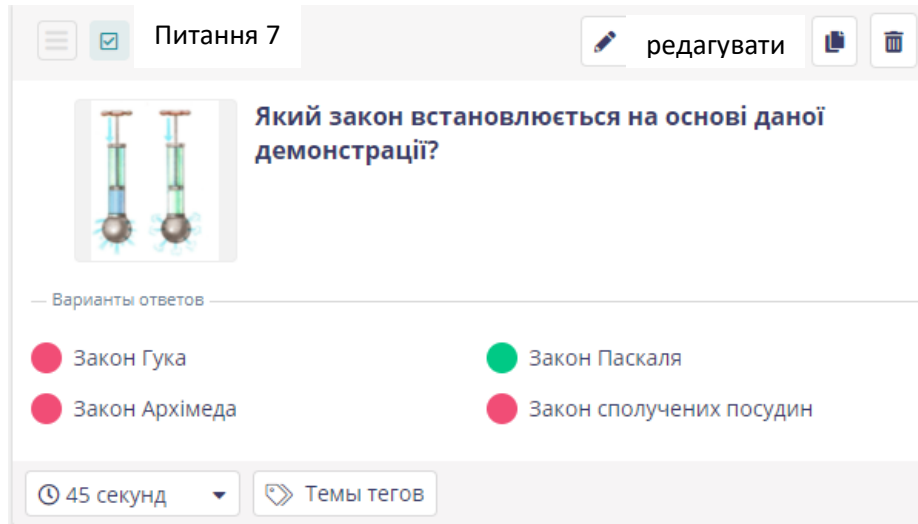 Питання 7
редагувати
Який закон встановлюється на основі даної
демонстрації?
Варианты ответов
Закон Гука
Закон Паскаля
Закон Архімеда
Закон сполучених посудин
45 секунд
Темы тегов